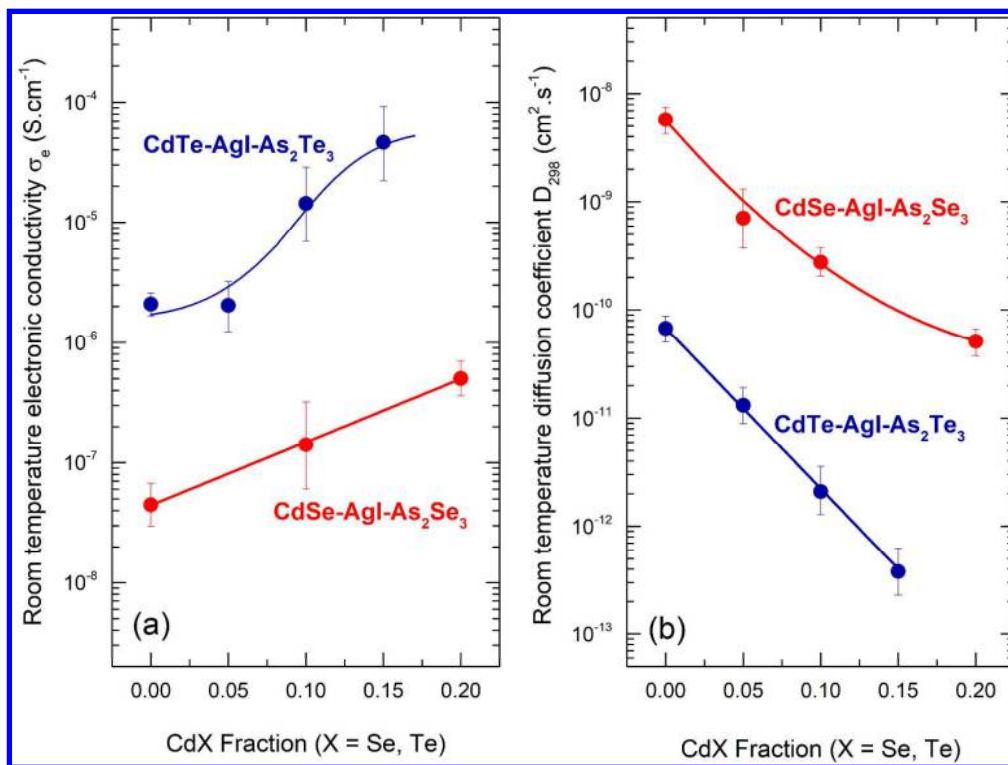 Room temperature electronic conductivity σₑ (S.cm⁻¹)
10⁻⁴
10⁻⁵
10⁻⁶
10⁻⁷
10⁻⁸
CdTe-AgI-As₂Te₃
CdSe-AgI-As₂Se₃
(a)
0.00 0.05 0.10 0.15 0.20
CdX Fraction (X = Se, Te)
Room temperature diffusion coefficient D₂₉₈ (cm².s⁻¹)
10⁻⁸
10⁻⁹
10⁻¹⁰
10⁻¹¹
10⁻¹²
10⁻¹³
CdSe-AgI-As₂Se₃
CdTe-AgI-As₂Te₃
(b)
0.00 0.05 0.10 0.15 0.20
CdX Fraction (X = Se, Te)